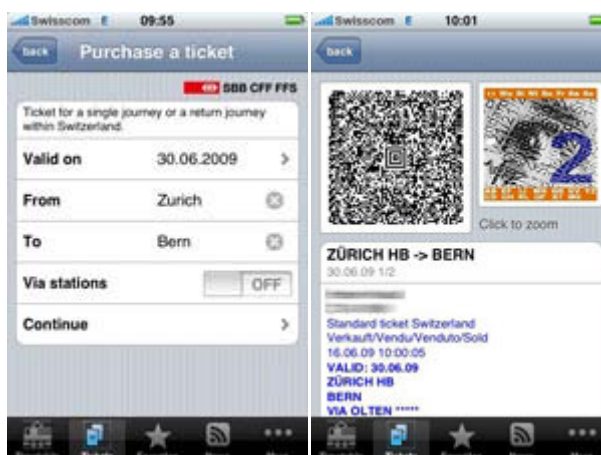 Swisscom E 09:55
back Purchase a ticket
SBB CFF FFS
Ticket for a single journey or a return journey
within Switzerland.
Valid on 30.06.2009
From Zurich
To Bern
Via stations OFF
Continue
Swisscom E 10:01
back
2
Click to zoom
ZÜRICH HB -> BERN
30.06.09 1/2
Standard ticket Switzerland
Verkauft/Vendu/Venduto/Sold
16.06.09 10:00:05
VALID: 30.06.09
ZÜRICH HB
BERN
VIA OLTEN *****